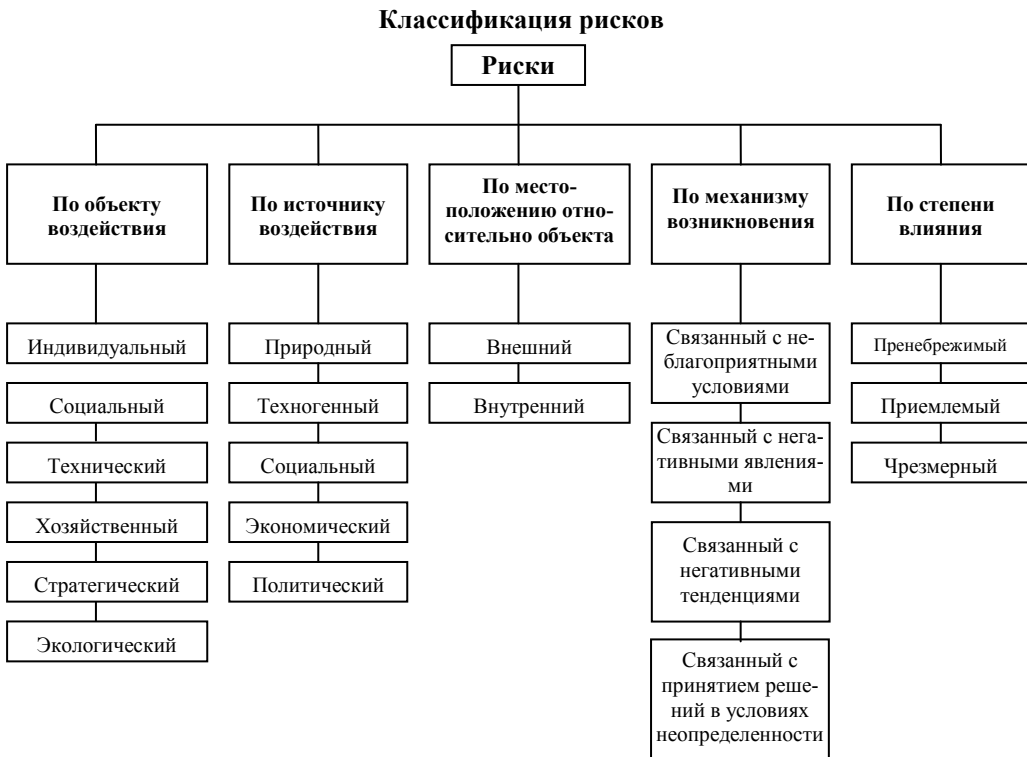 Классификация рисков
Риски
По объекту
воздействия
По источнику
воздействия
По место-
положению отно-
сительно объекта
По механизму
возникновения
По степени
влияния
Индивидуальный
Социальный
Технический
Хозяйственный
Стратегический
Экологический
Природный
Техногенный
Социальный
Экономический
Политический
Внешний
Внутренний
Связанный с не-
благоприятными
условиями
Связанный с нега-
тивными явления-
ми
Связанный с
негативными
тенденциями
Связанный с
принятием реше-
ний в условиях
неопределенности
Пренебрежимый
Приемлемый
Чрезмерный